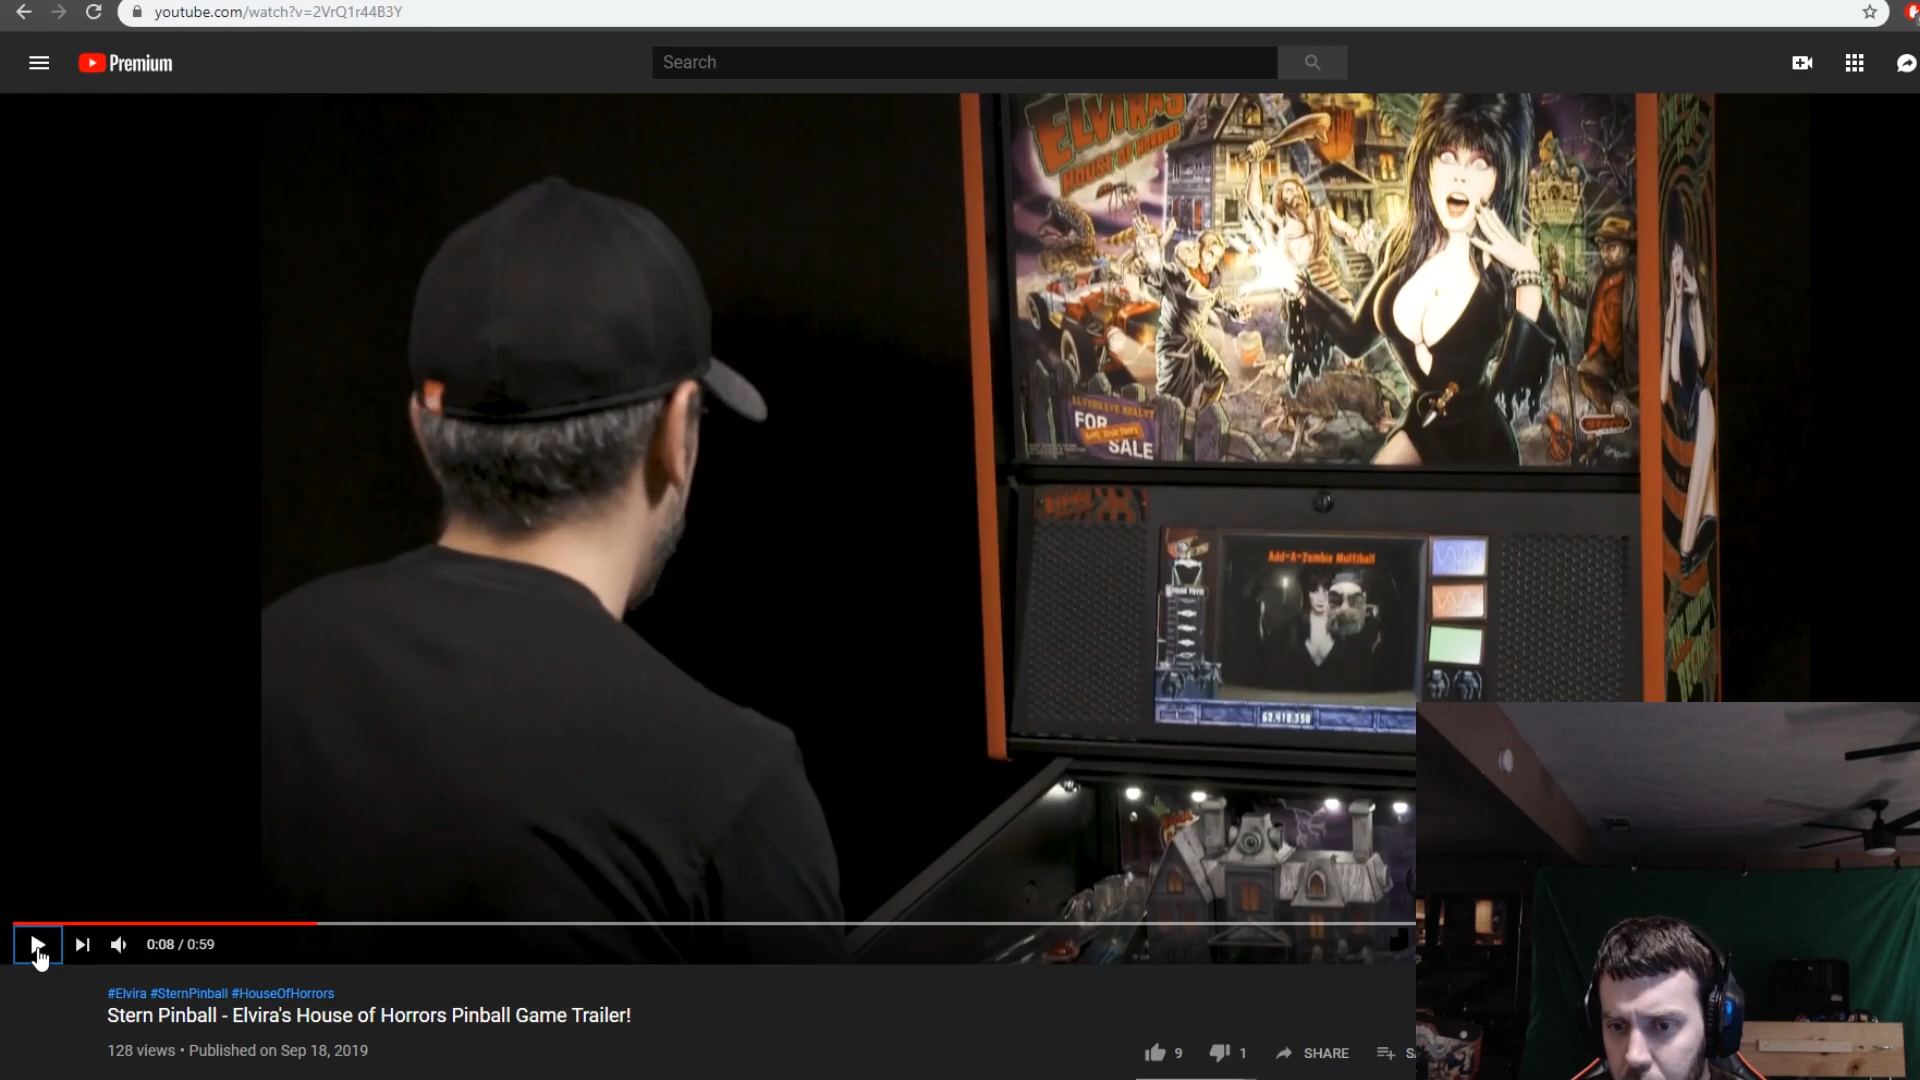 youtube.com/watch?v=2VrQ1r44B3Y
Premium
Search
ELVIRA'S
HOUSE OF HORRORS
FOR
SALE
Add-A-Zombie Multiball
0:08 / 0:59
#Elvira #SternPinball #HouseOfHorrors
Stern Pinball - Elvira's House of Horrors Pinball Game Trailer!
128 views • Published on Sep 18, 2019
9
1
SHARE